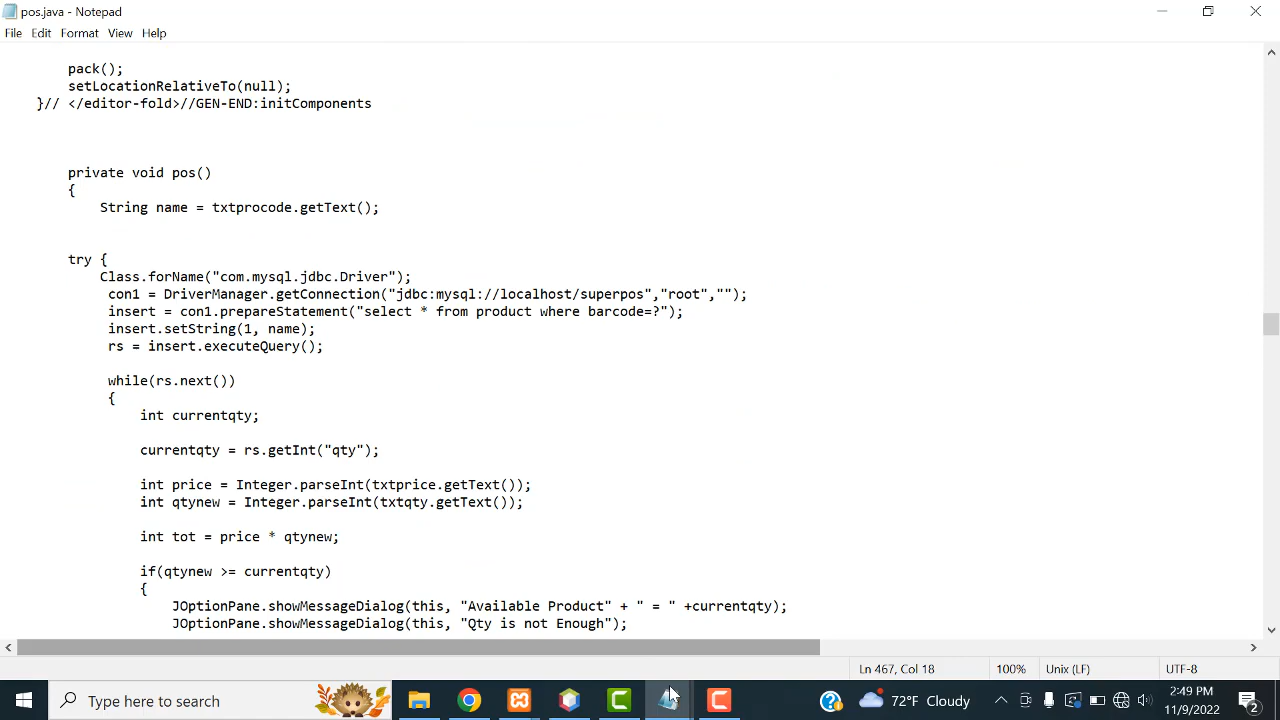 pos.java - Notepad
File Edit Format View Help
pack();
setLocationRelativeTo(null);
}// </editor-fold>//GEN-END:initComponents
private void pos()
{
String name = txtprocode.getText();
try {
Class.forName("com.mysql.jdbc.Driver");
con1 = DriverManager.getConnection("jdbc:mysql://localhost/superpos","root","");
insert = con1.prepareStatement("select * from product where barcode=?");
insert.setString(1, name);
rs = insert.executeQuery();
while(rs.next())
{
int currentqty;
currentqty = rs.getInt("qty");
int price = Integer.parseInt(txtprice.getText());
int qtynew = Integer.parseInt(txtqty.getText());
int tot = price * qtynew;
if(qtynew >= currentqty)
{
JOptionPane.showMessageDialog(this, "Available Product" + " = " +currentqty);
JOptionPane.showMessageDialog(this, "Qty is not Enough");
Ln 467, Col 18 100% Unix (LF) UTF-8
Type here to search 72°F Cloudy 2:49 PM
11/9/2022 2